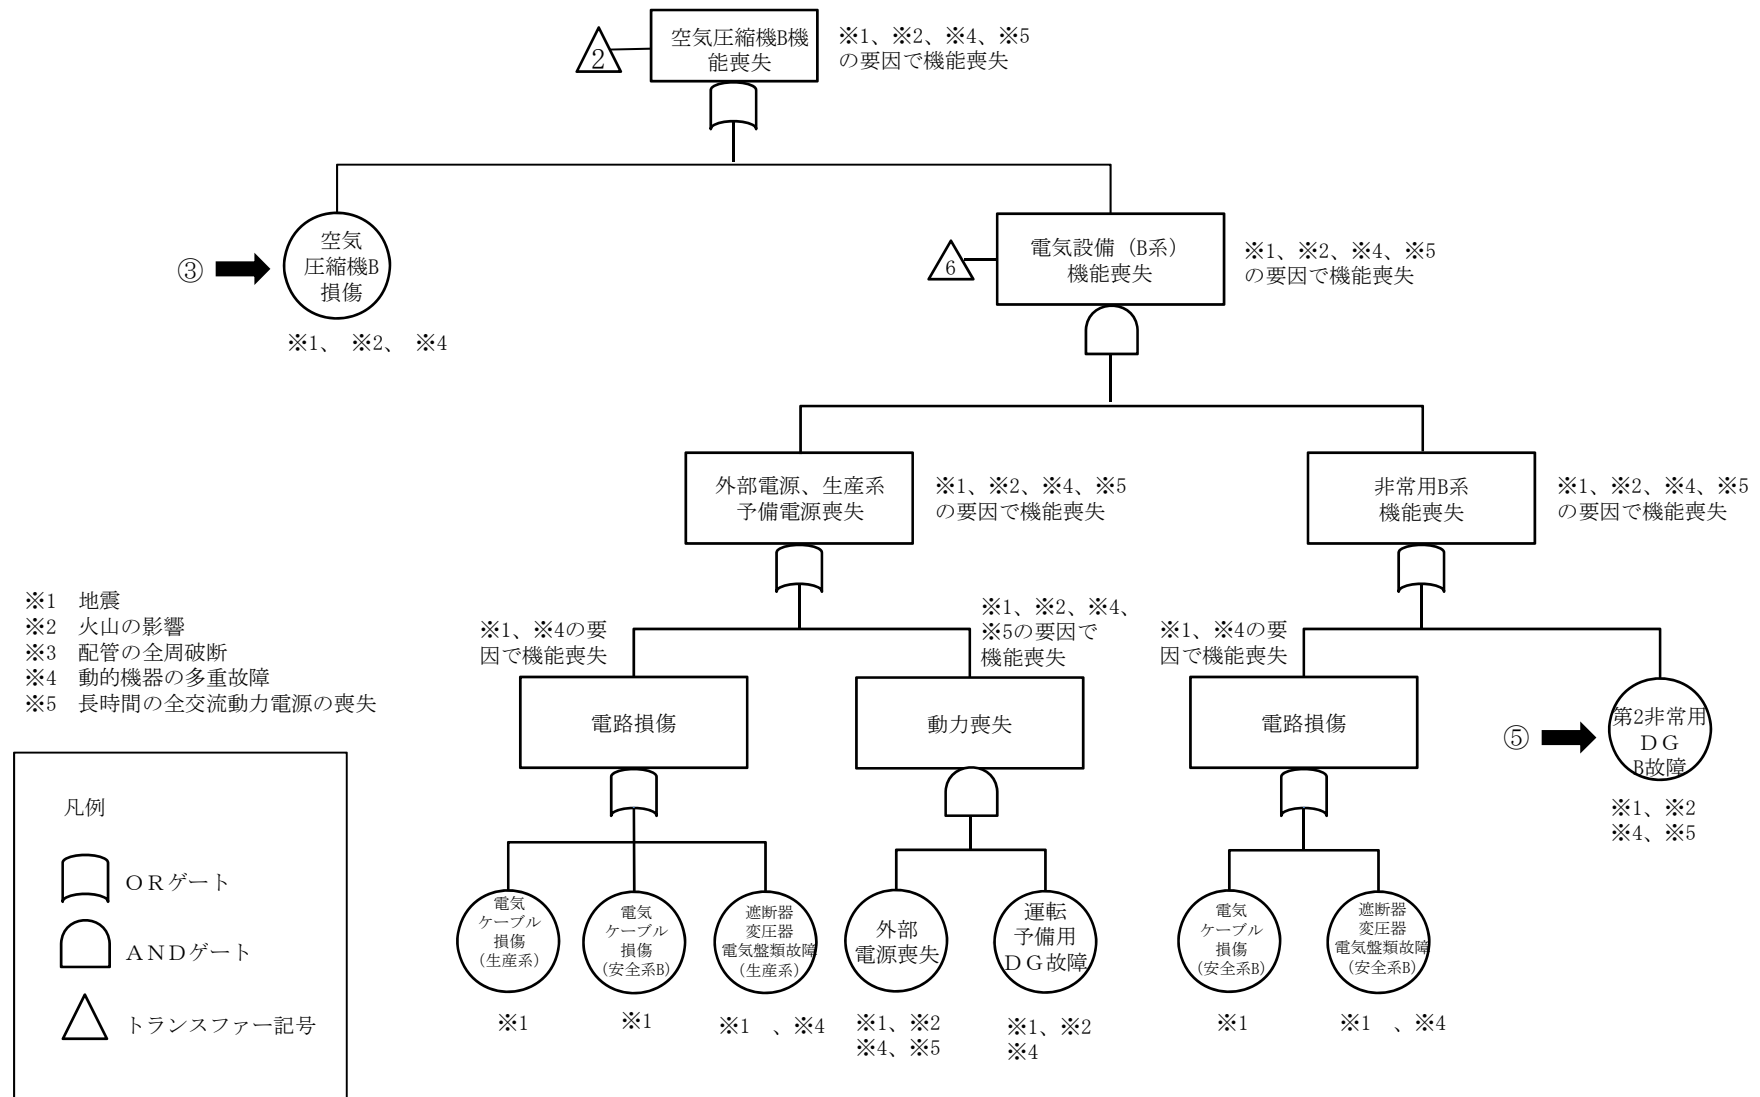 2
空気圧縮機B機
能喪失
※1、※2、※4、※5
の要因で機能喪失
③
空気
圧縮機B
損傷
※1、 ※2、 ※4
6
電気設備（B系）
機能喪失
※1、※2、※4、※5
の要因で機能喪失
外部電源、生産系
予備電源喪失
※1、※2、※4、※5
の要因で機能喪失
非常用B系
機能喪失
※1、※2、※4、※5
の要因で機能喪失
※1 地震
※2 火山の影響
※3 配管の全周破断
※4 動的機器の多重故障
※5 長時間の全交流動力電源の喪失
※1、※4の要
因で機能喪失
電路損傷
※1、※2、※4、
※5の要因で
機能喪失
動力喪失
※1、※4の要
因で機能喪失
電路損傷
⑤
第2非常用
ＤＧ
B故障
※1、※2
※4、※5
凡例
ＯＲゲート
ＡＮＤゲート
トランスファー記号
電気
ケーブル
損傷
(生産系)
※1
電気
ケーブル
損傷
(安全系B)
※1
遮断器
変圧器
電気盤類故障
(生産系)
※1 、※4
外部
電源喪失
※1、※2
※4、※5
運転
予備用
ＤＧ故障
※1、※2
※4
電気
ケーブル
損傷
(安全系B)
※1
遮断器
変圧器
電気盤類故障
(安全系B)
※1 、※4